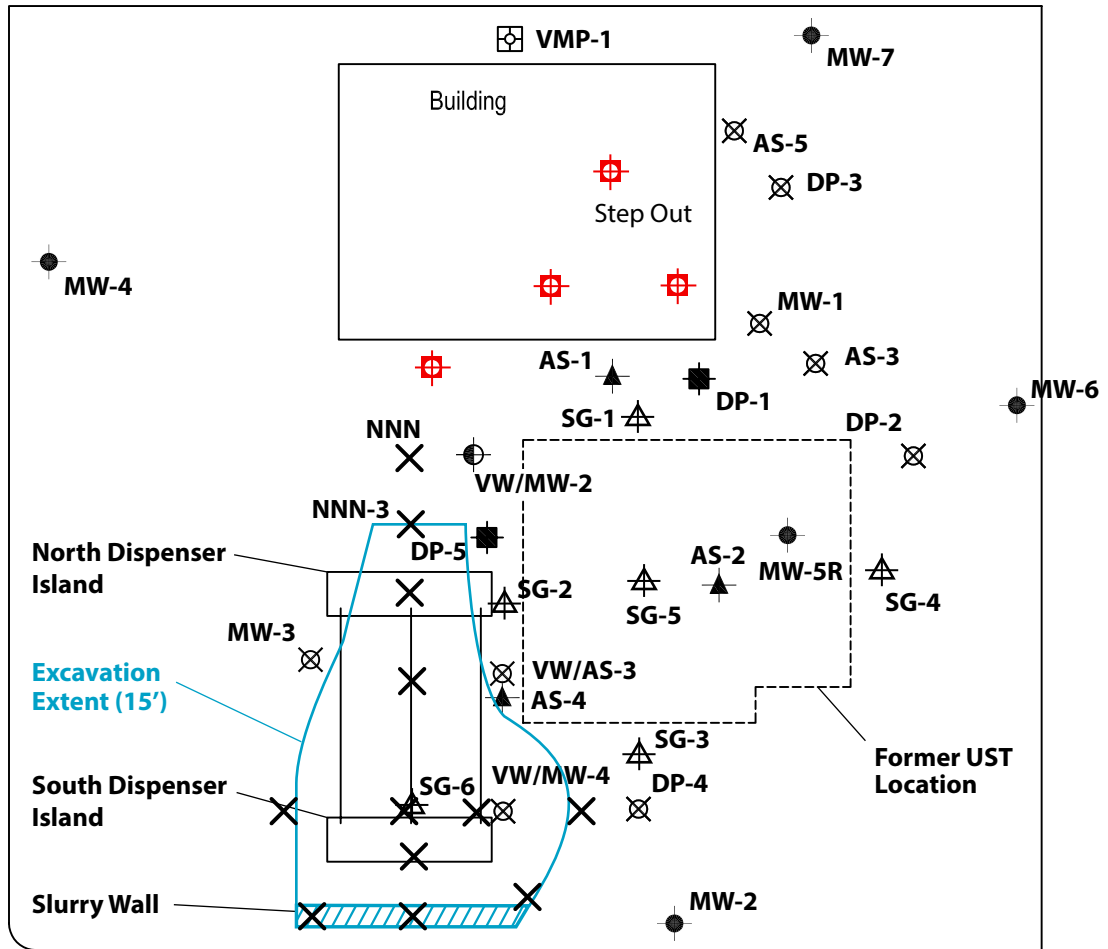 VMP-1
MW-7
Building
AS-5
DP-3
Step Out
MW-4
MW-1
AS-1
AS-3
DP-1
MW-6
SG-1
DP-2
NNN
VW/MW-2
NNN-3
DP-5
North Dispenser
Island
AS-2
MW-5R
SG-2
SG-5
SG-4
MW-3
VW/AS-3
Excavation
Extent (15’)
AS-4
SG-3
Former UST
Location
VW/MW-4
DP-4
SG-6
South Dispenser
Island
Slurry Wall
MW-2